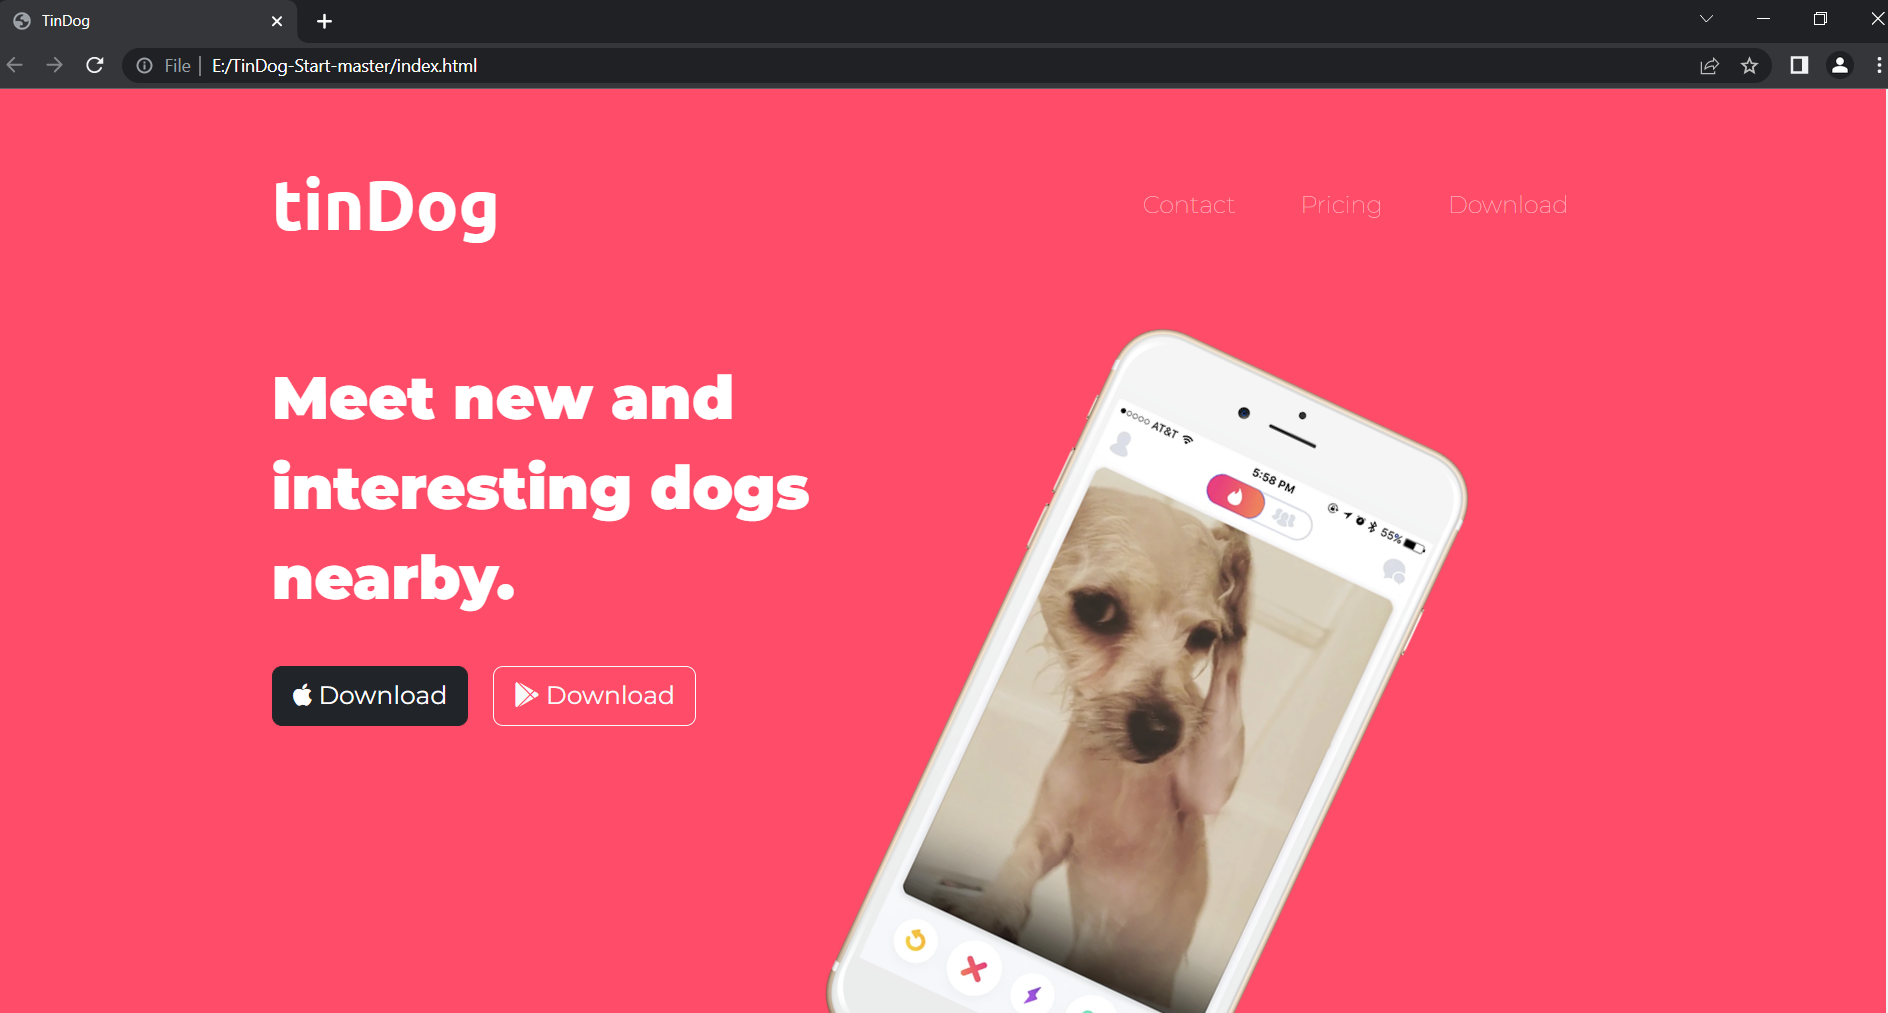 TinDog
File
E:/TinDog-Start-master/index.html
tinDog
Contact
Pricing
Download
Meet new and
interesting dogs
nearby.
Download
Download
AT&T
5:58 PM
55%